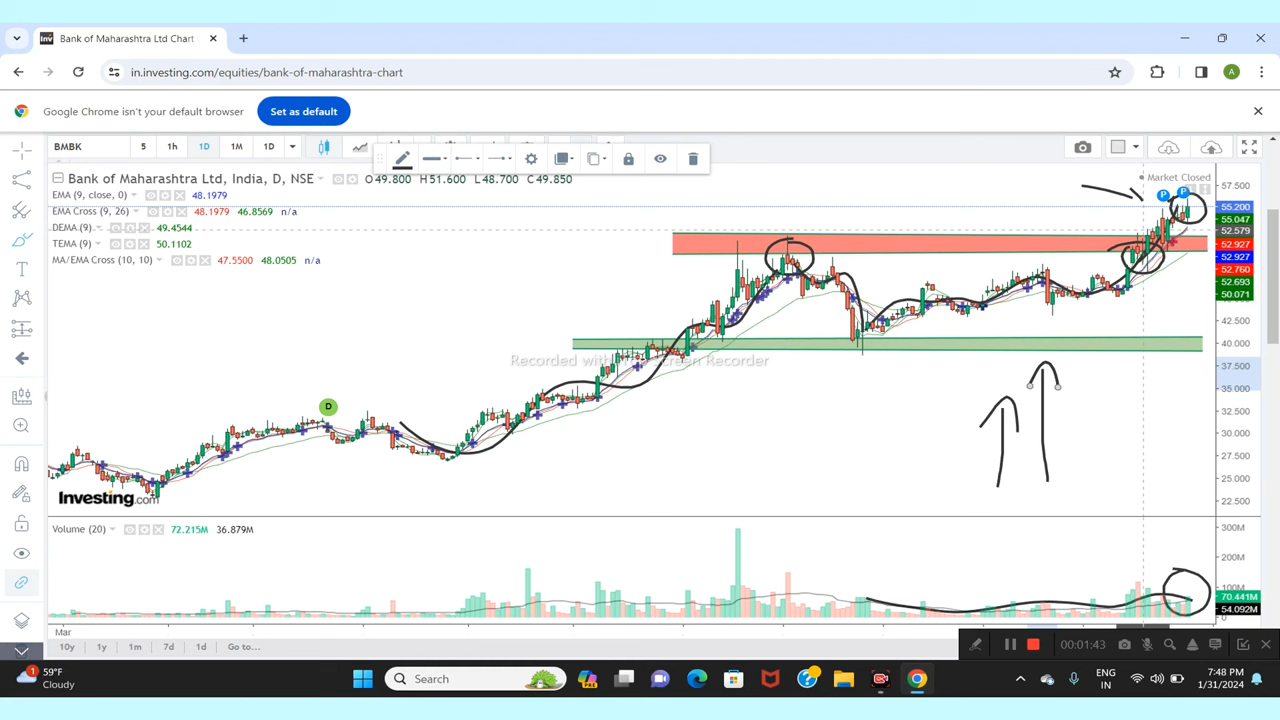 Bank of Maharashtra Ltd Chart
in.investing.com/equities/bank-of-maharashtra-chart
A
Google Chrome isn't your default browser
Set as default
BMBK 5 1h 1D 1M 1D
Bank of Maharashtra Ltd, India, D, NSE O49.800 H51.600 L48.700 C49.850
Market Closed
EMA (9, close, 0) 48.1979
EMA Cross (9, 26) 48.1979 46.8569 n/a
DEMA (9) 49.4544
TEMA (9) 50.1102
MA/EMA Cross (10, 10) 47.5500 48.0505 n/a
P P
D
57.500
55.200
55.047
52.579
52.927
52.927
52.760
52.693
50.071
42.500
40.000
37.500
35.000
32.500
30.000
27.500
25.000
22.500
Recorded with Screen Recorder
Investing.com
Volume (20) 72.215M 36.879M
300M
200M
100M
70.441M
54.092M
0
Mar
10y 1y 1m 7d 1d Go to...
00:01:43
1
59°F
Cloudy
Search
ENG
IN
7:48 PM
1/31/2024